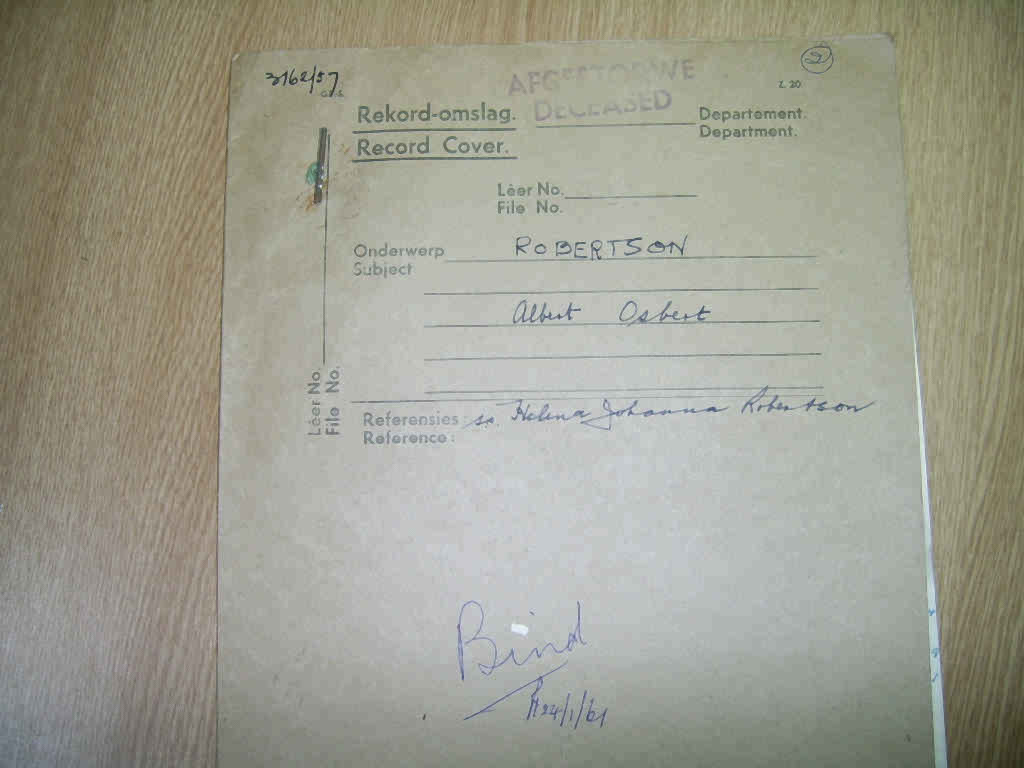 3162/57
G.P.-S.
AFGESTORWE
DECEASED
2
Z. 20
Rekord-omslag.
Record Cover.
Departement.
Department.
Lêer No.
File No.
Onderwerp ROBERTSON
Subject
Albert Osbert
Lêer No.
File No.
Referensies: sp. Helena Johanna Robertson
Reference:
Bind
24/1/61